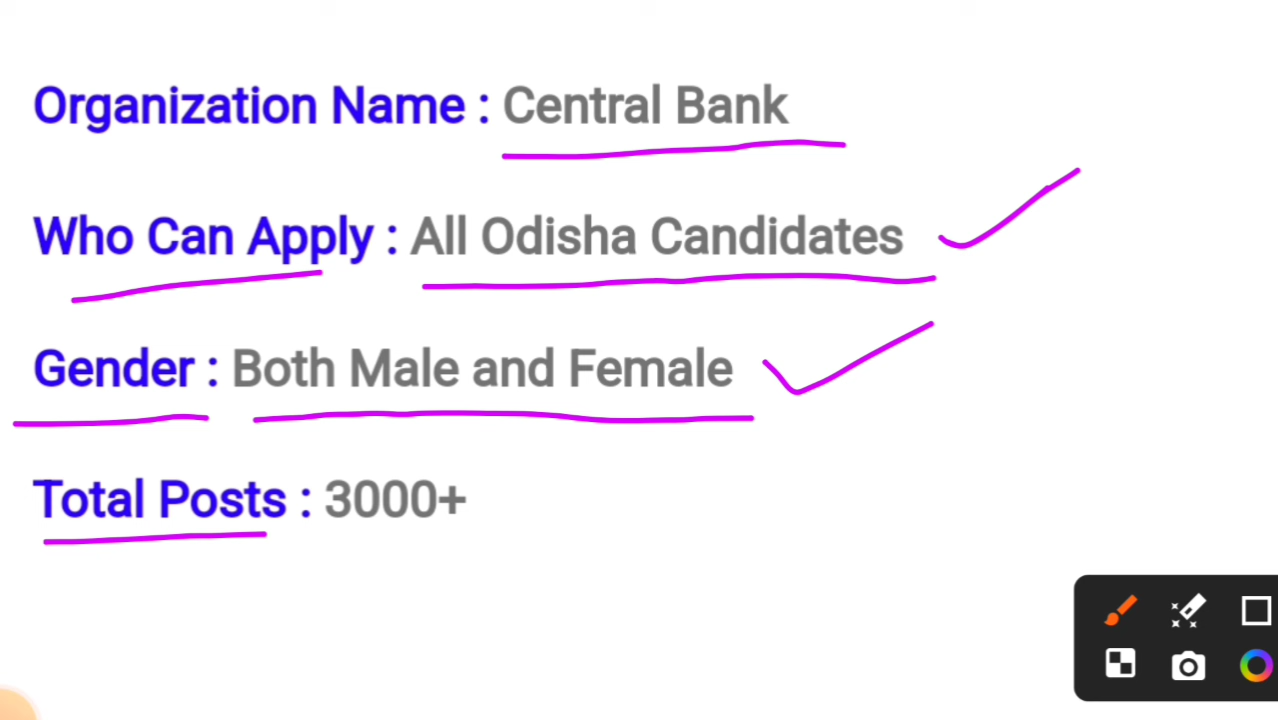 Organization Name : Central Bank
Who Can Apply : All Odisha Candidates
Gender : Both Male and Female
Total Posts : 3000+